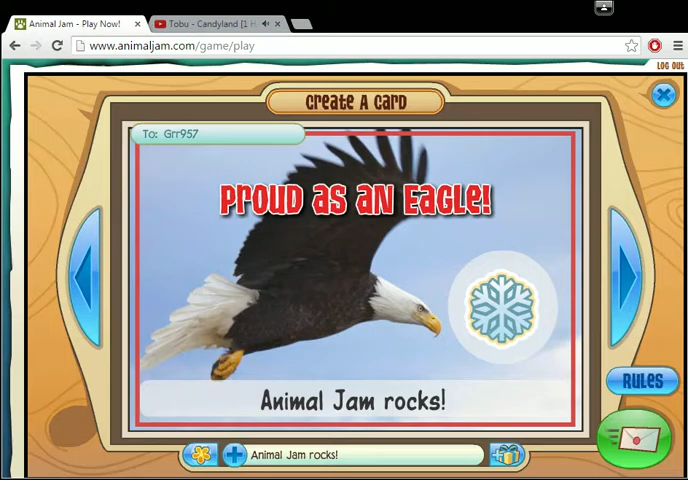 Animal Jam - Play Now!
Tobu - Candyland [1 H
www.animaljam.com/game/play
LOG OUT
CREATE A CARD
To: Grr957
PROUD AS AN EAGLE!
Animal Jam rocks!
RULES
Animal Jam rocks!